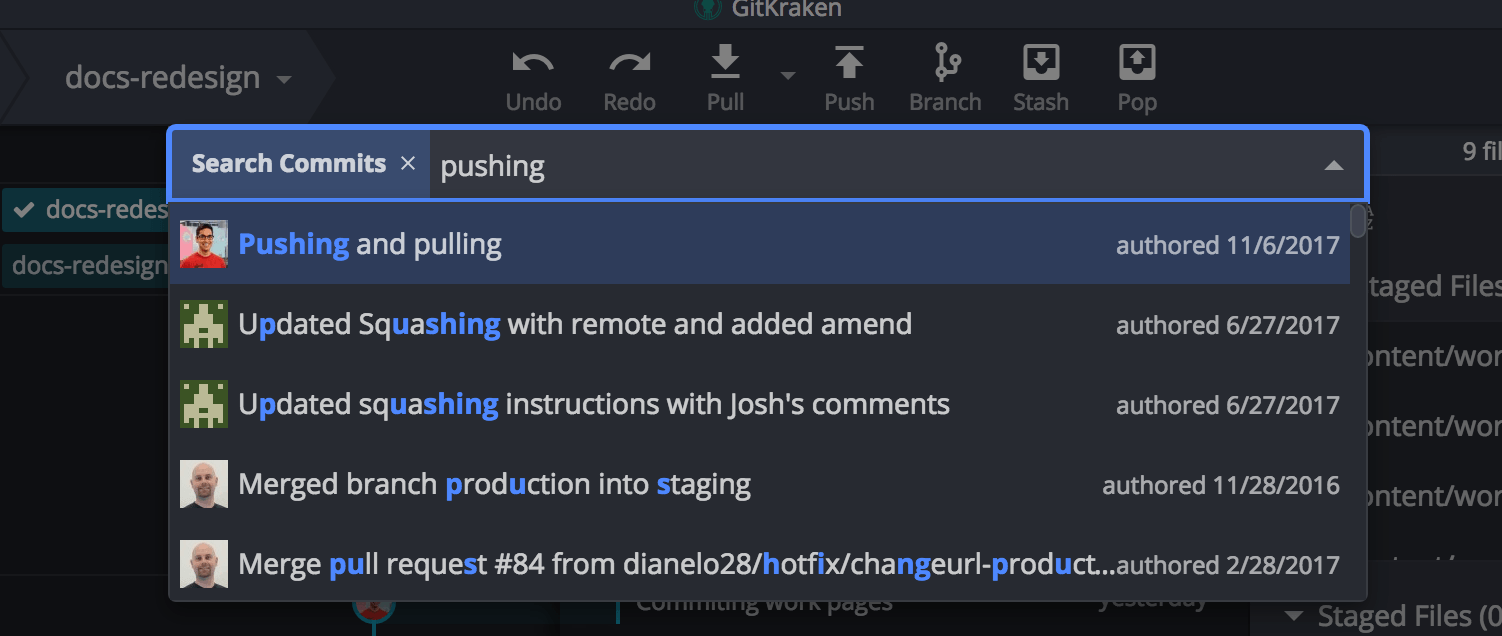 GitKraken
docs-redesign
Undo Redo Pull Push Branch Stash Pop
Search Commits × pushing
9 fil
docs-redes
docs-redesign
Pushing and pulling authored 11/6/2017
Updated Squashing with remote and added amend authored 6/27/2017
taged Files
Updated squashing instructions with Josh's comments authored 6/27/2017
ontent/wor
ontent/wor
Merged branch production into staging authored 11/28/2016
ontent/wor
Merge pull request #84 from dianelo28/hotfix/changeurl-product... authored 2/28/2017
Commiting work pages yesterday
Staged Files (0